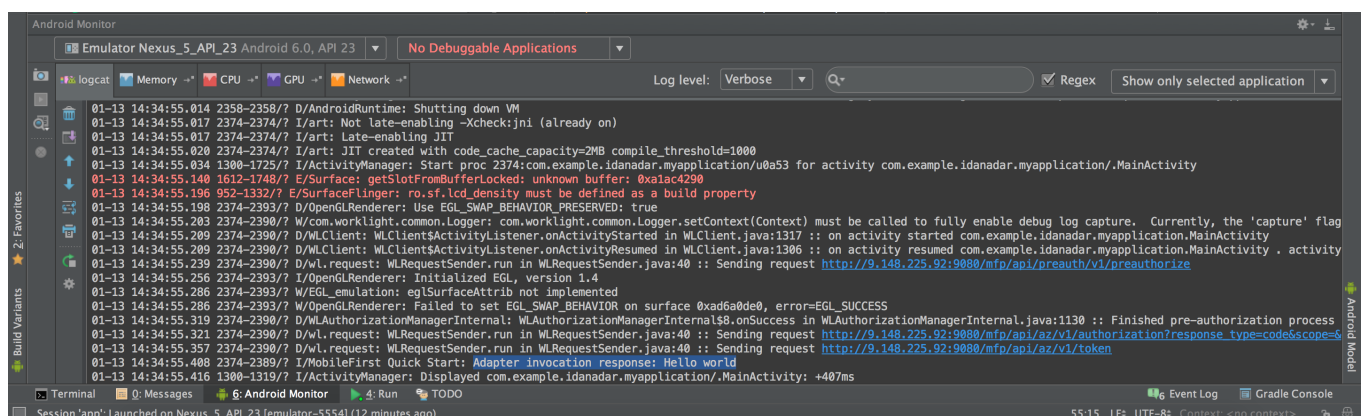 Android Monitor
Emulator Nexus_5_API_23 Android 6.0, API 23 No Debuggable Applications
logcat Memory CPU GPU Network Log level: Verbose Regex Show only selected application
01-13 14:34:55.014 2358-2358/? D/AndroidRuntime: Shutting down VM
01-13 14:34:55.017 2374-2374/? I/art: Not late-enabling -Xcheck:jni (already on)
01-13 14:34:55.017 2374-2374/? I/art: Late-enabling JIT
01-13 14:34:55.020 2374-2374/? I/art: JIT created with code_cache_capacity=2MB compile_threshold=1000
01-13 14:34:55.034 1300-1725/? I/ActivityManager: Start proc 2374:com.example.idanadar.myapplication/u0a53 for activity com.example.idanadar.myapplication/.MainActivity
01-13 14:34:55.140 1612-1748/? E/Surface: getSlotFromBufferLocked: unknown buffer: 0xa1ac4290
01-13 14:34:55.196 952-1332/? E/SurfaceFlinger: ro.sf.lcd_density must be defined as a build property
01-13 14:34:55.198 2374-2393/? D/OpenGLRenderer: Use EGL_SWAP_BEHAVIOR_PRESERVED: true
01-13 14:34:55.203 2374-2390/? W/com.worklight.common.Logger: com.worklight.common.Logger.setContext(Context) must be called to fully enable debug log capture. Currently, the 'capture' flag
01-13 14:34:55.209 2374-2390/? D/WLClient: WLClient$ActivityListener.onActivityStarted in WLClient.java:1317 :: on activity started com.example.idanadar.myapplication.MainActivity
01-13 14:34:55.209 2374-2390/? D/WLClient: WLClient$ActivityListener.onActivityResumed in WLClient.java:1306 :: on activity resumed com.example.idanadar.myapplication.MainActivity . activity
01-13 14:34:55.239 2374-2390/? D/wl.request: WLRequestSender.run in WLRequestSender.java:40 :: Sending request http://9.148.225.92:9080/mfp/api/preauth/v1/preauthorize
01-13 14:34:55.256 2374-2393/? I/OpenGLRenderer: Initialized EGL, version 1.4
01-13 14:34:55.286 2374-2393/? W/EGL_emulation: eglSurfaceAttrib not implemented
01-13 14:34:55.286 2374-2393/? W/OpenGLRenderer: Failed to set EGL_SWAP_BEHAVIOR on surface 0xad6a0de0, error=EGL_SUCCESS
01-13 14:34:55.319 2374-2390/? D/WLAuthorizationManagerInternal: WLAuthorizationManagerInternal$8.onSuccess in WLAuthorizationManagerInternal.java:1130 :: Finished pre-authorization process
01-13 14:34:55.321 2374-2390/? D/wl.request: WLRequestSender.run in WLRequestSender.java:40 :: Sending request http://9.148.225.92:9080/mfp/api/az/v1/authorization?response_type=code&scope=&
01-13 14:34:55.357 2374-2390/? D/wl.request: WLRequestSender.run in WLRequestSender.java:40 :: Sending request http://9.148.225.92:9080/mfp/api/az/v1/token
01-13 14:34:55.408 2374-2389/? I/MobileFirst Quick Start: Adapter invocation response: Hello world
01-13 14:34:55.416 1300-1319/? I/ActivityManager: Displayed com.example.idanadar.myapplication/.MainActivity: +407ms
2: Favorites
Build Variants
Android Model
Terminal 0: Messages 6: Android Monitor 4: Run TODO 6 Event Log Gradle Console
Session 'app': Launched on Nexus_5_API_23 [emulator-5554] (12 minutes ago) 55:15 LF: UTF-8: Context: <no context>